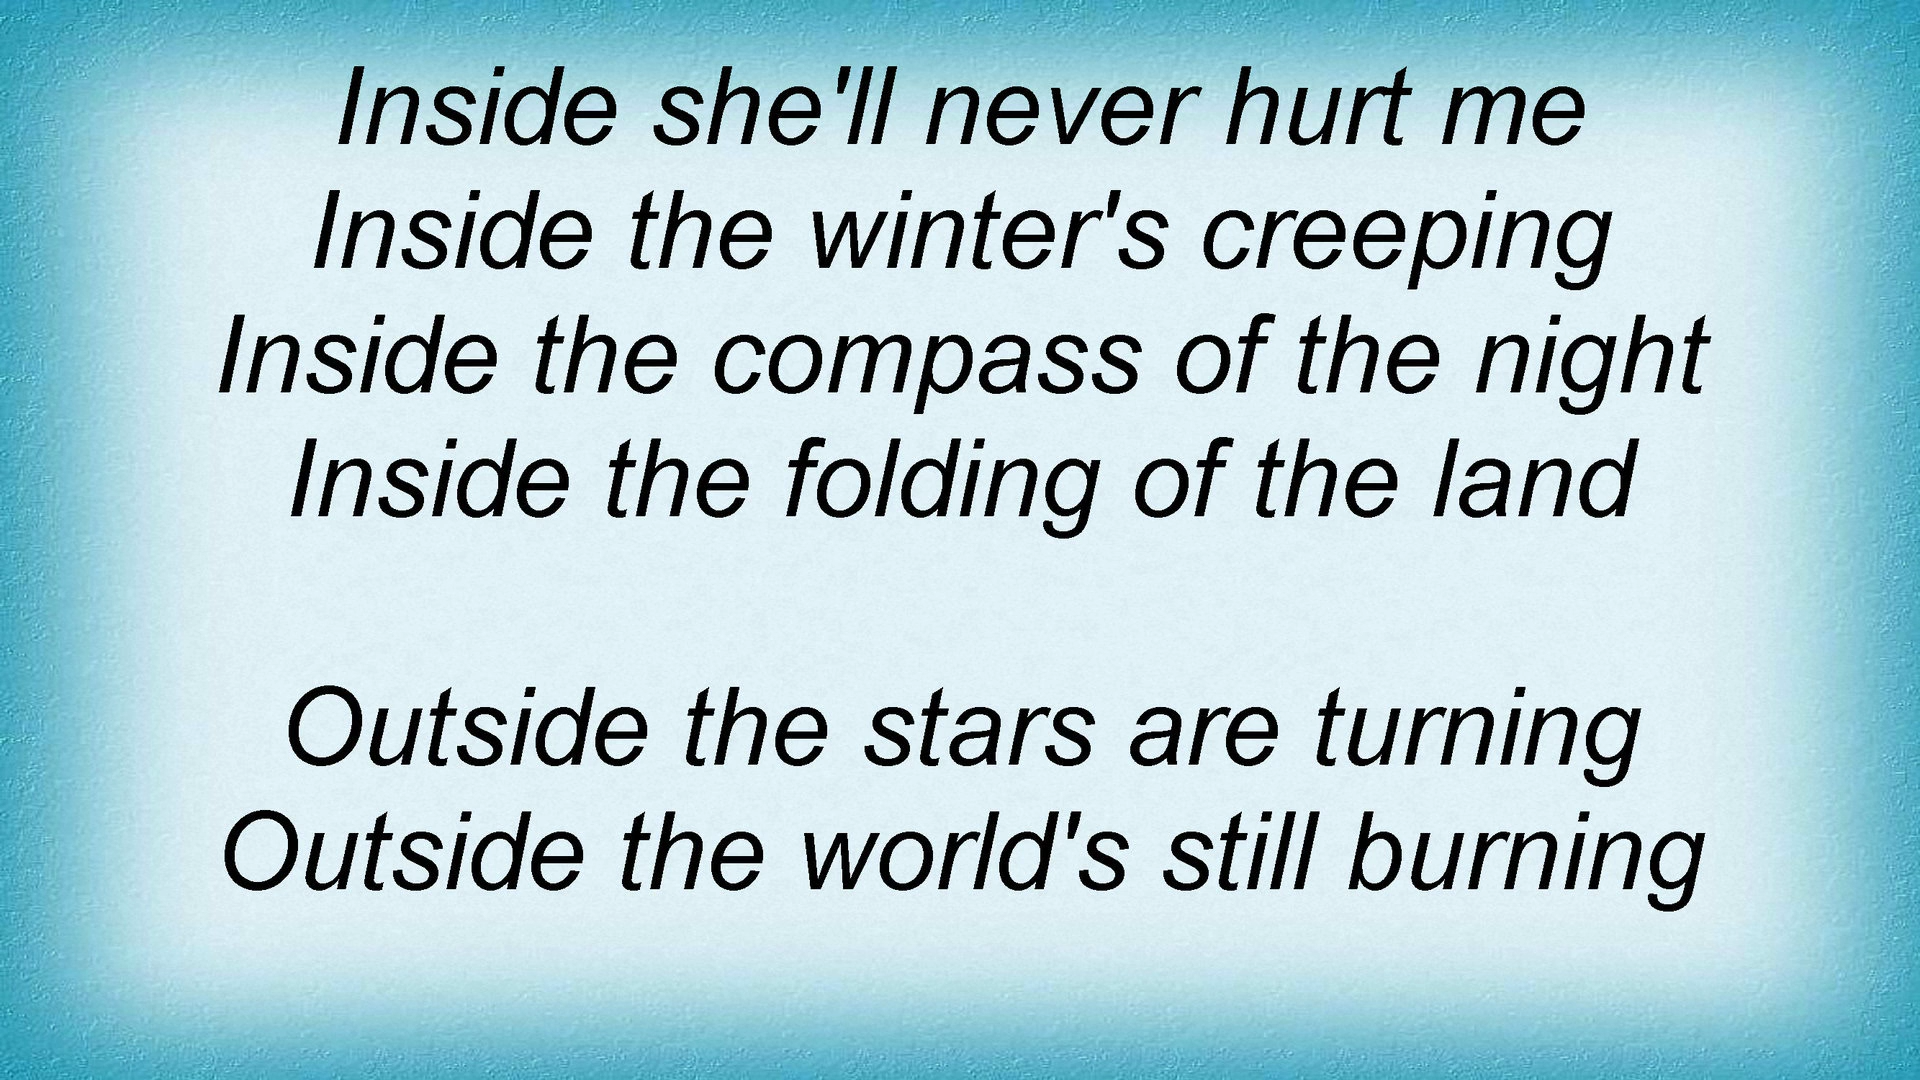 Inside she'll never hurt me
Inside the winter's creeping
Inside the compass of the night
Inside the folding of the land
Outside the stars are turning
Outside the world's still burning